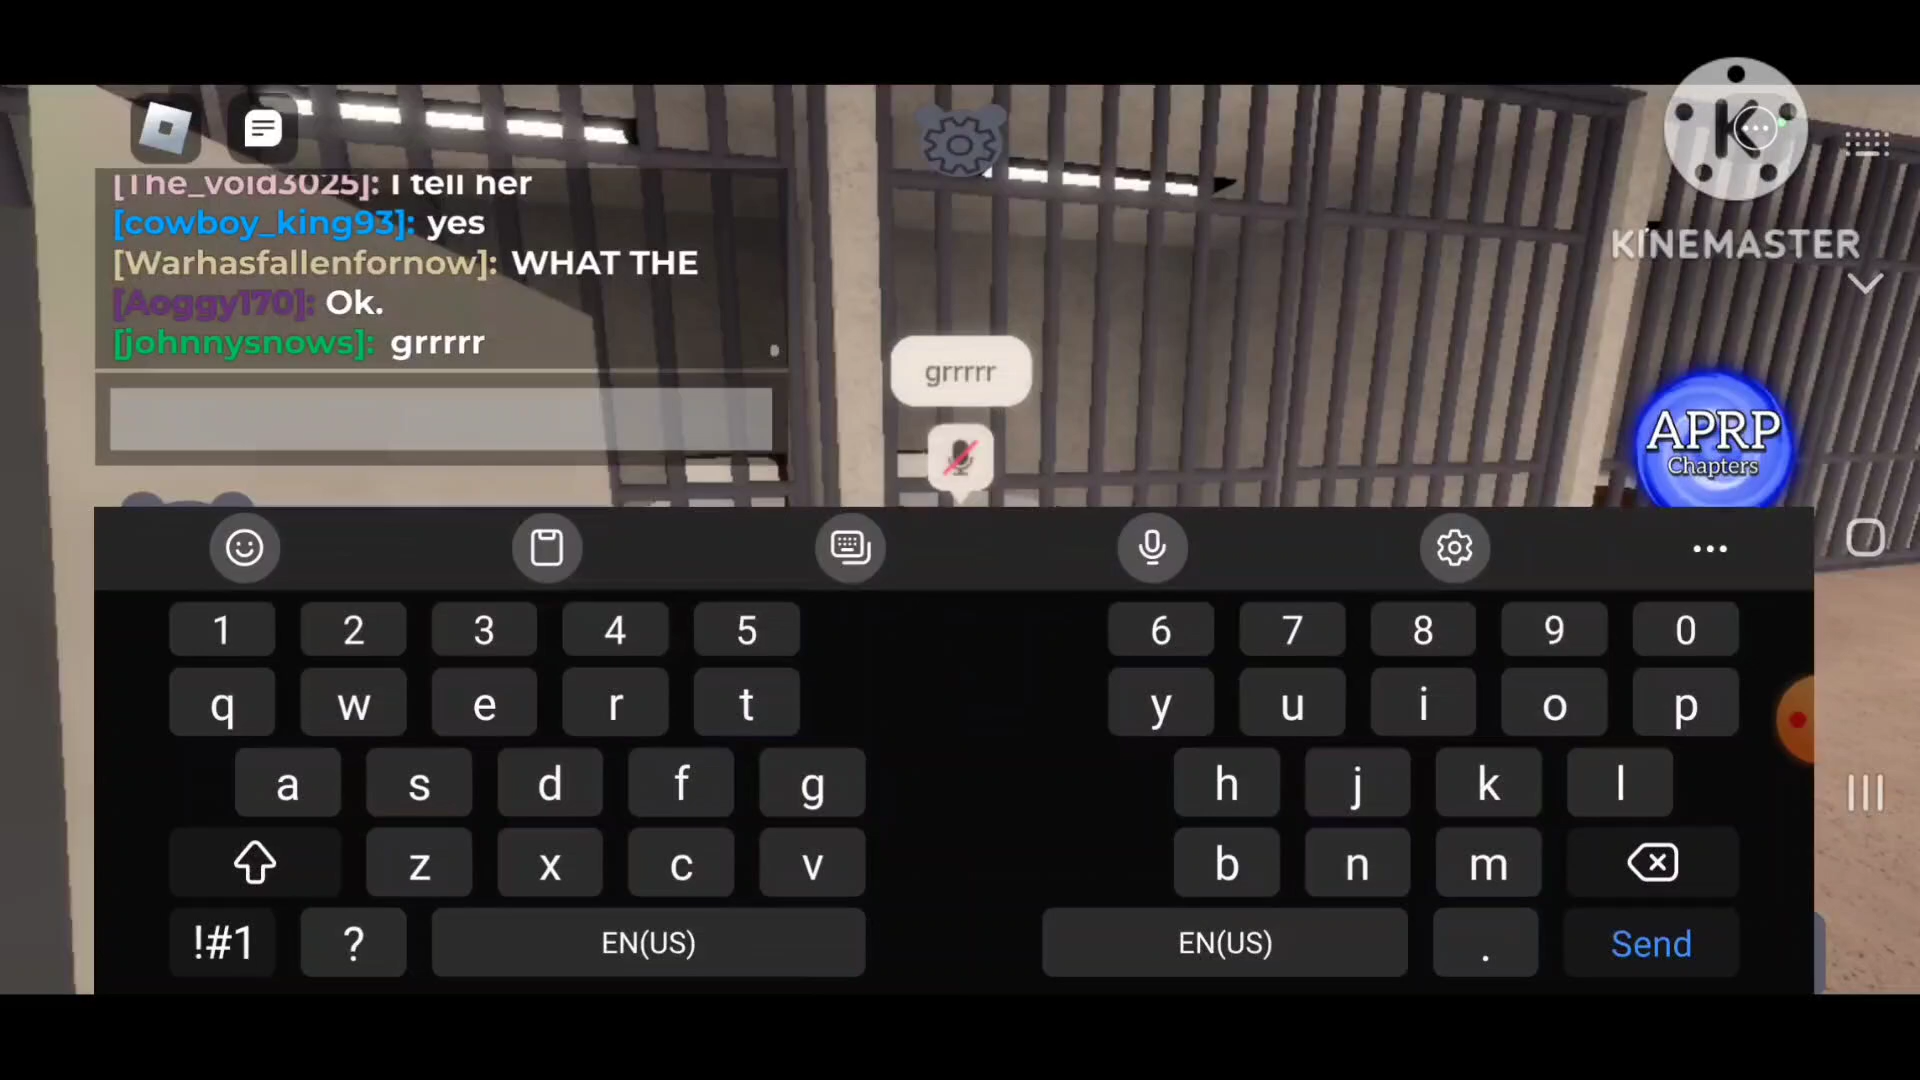 [The_void3025]: I tell her
[cowboy_king93]: yes
[Warhasfallenfornow]: WHAT THE
[Aoggy170]: Ok.
[johnnysnows]: grrrrr
grrrrr
K
KINEMASTER
APRP
Chapters
1 2 3 4 5 6 7 8 9 0
q w e r t y u i o p
a s d f g h j k l
z x c v b n m
!#1 ? EN(US) EN(US) . Send